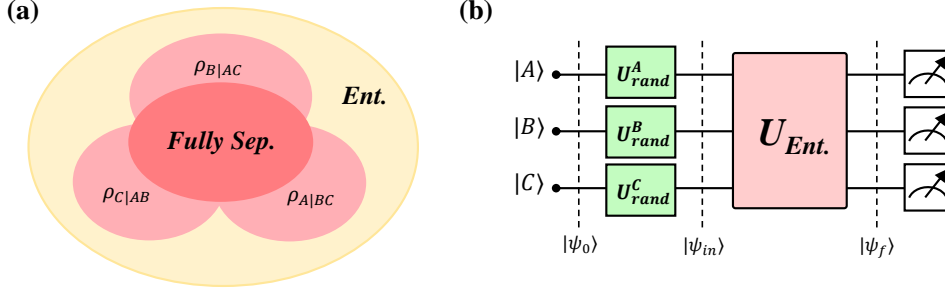 (a)
ρ_{B|AC}
Ent.
Fully Sep.
ρ_{C|AB}
ρ_{A|BC}
(b)
|A⟩ U^A_{rand}
|B⟩ U^B_{rand} U_{Ent.}
|C⟩ U^C_{rand}
|ψ_0⟩ |ψ_{in}⟩ |ψ_f⟩